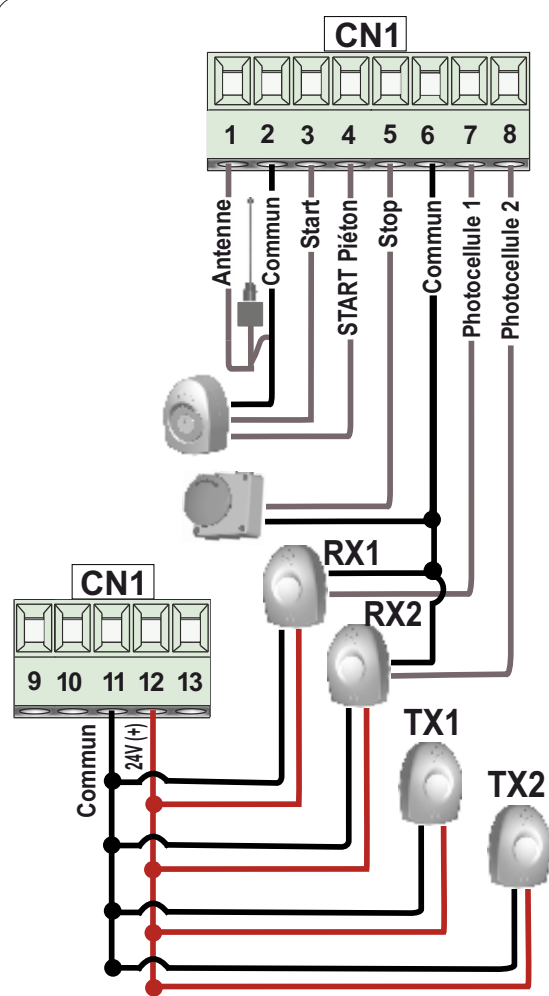 CN1
1 2 3 4 5 6 7 8
Antenne
Commun
Start
START Piéton
Stop
Commun
Photocellule 1
Photocellule 2
RX1
CN1
RX2
9 10 11 12 13
Commun
24V (+)
TX1
TX2